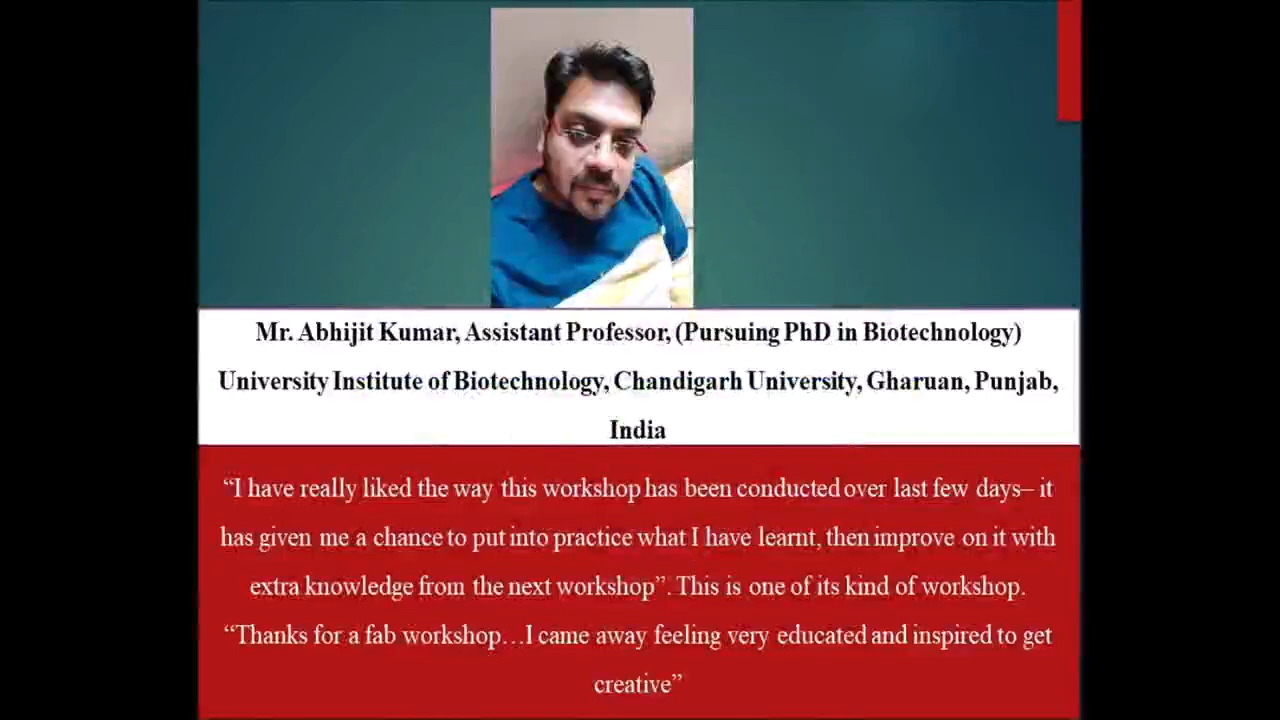 Mr. Abhijit Kumar, Assistant Professor, (Pursuing PhD in Biotechnology)
University Institute of Biotechnology, Chandigarh University, Gharuan, Punjab,
India
“I have really liked the way this workshop has been conducted over last few days– it
has given me a chance to put into practice what I have learnt, then improve on it with
extra knowledge from the next workshop”. This is one of its kind of workshop.
“Thanks for a fab workshop…I came away feeling very educated and inspired to get
creative”